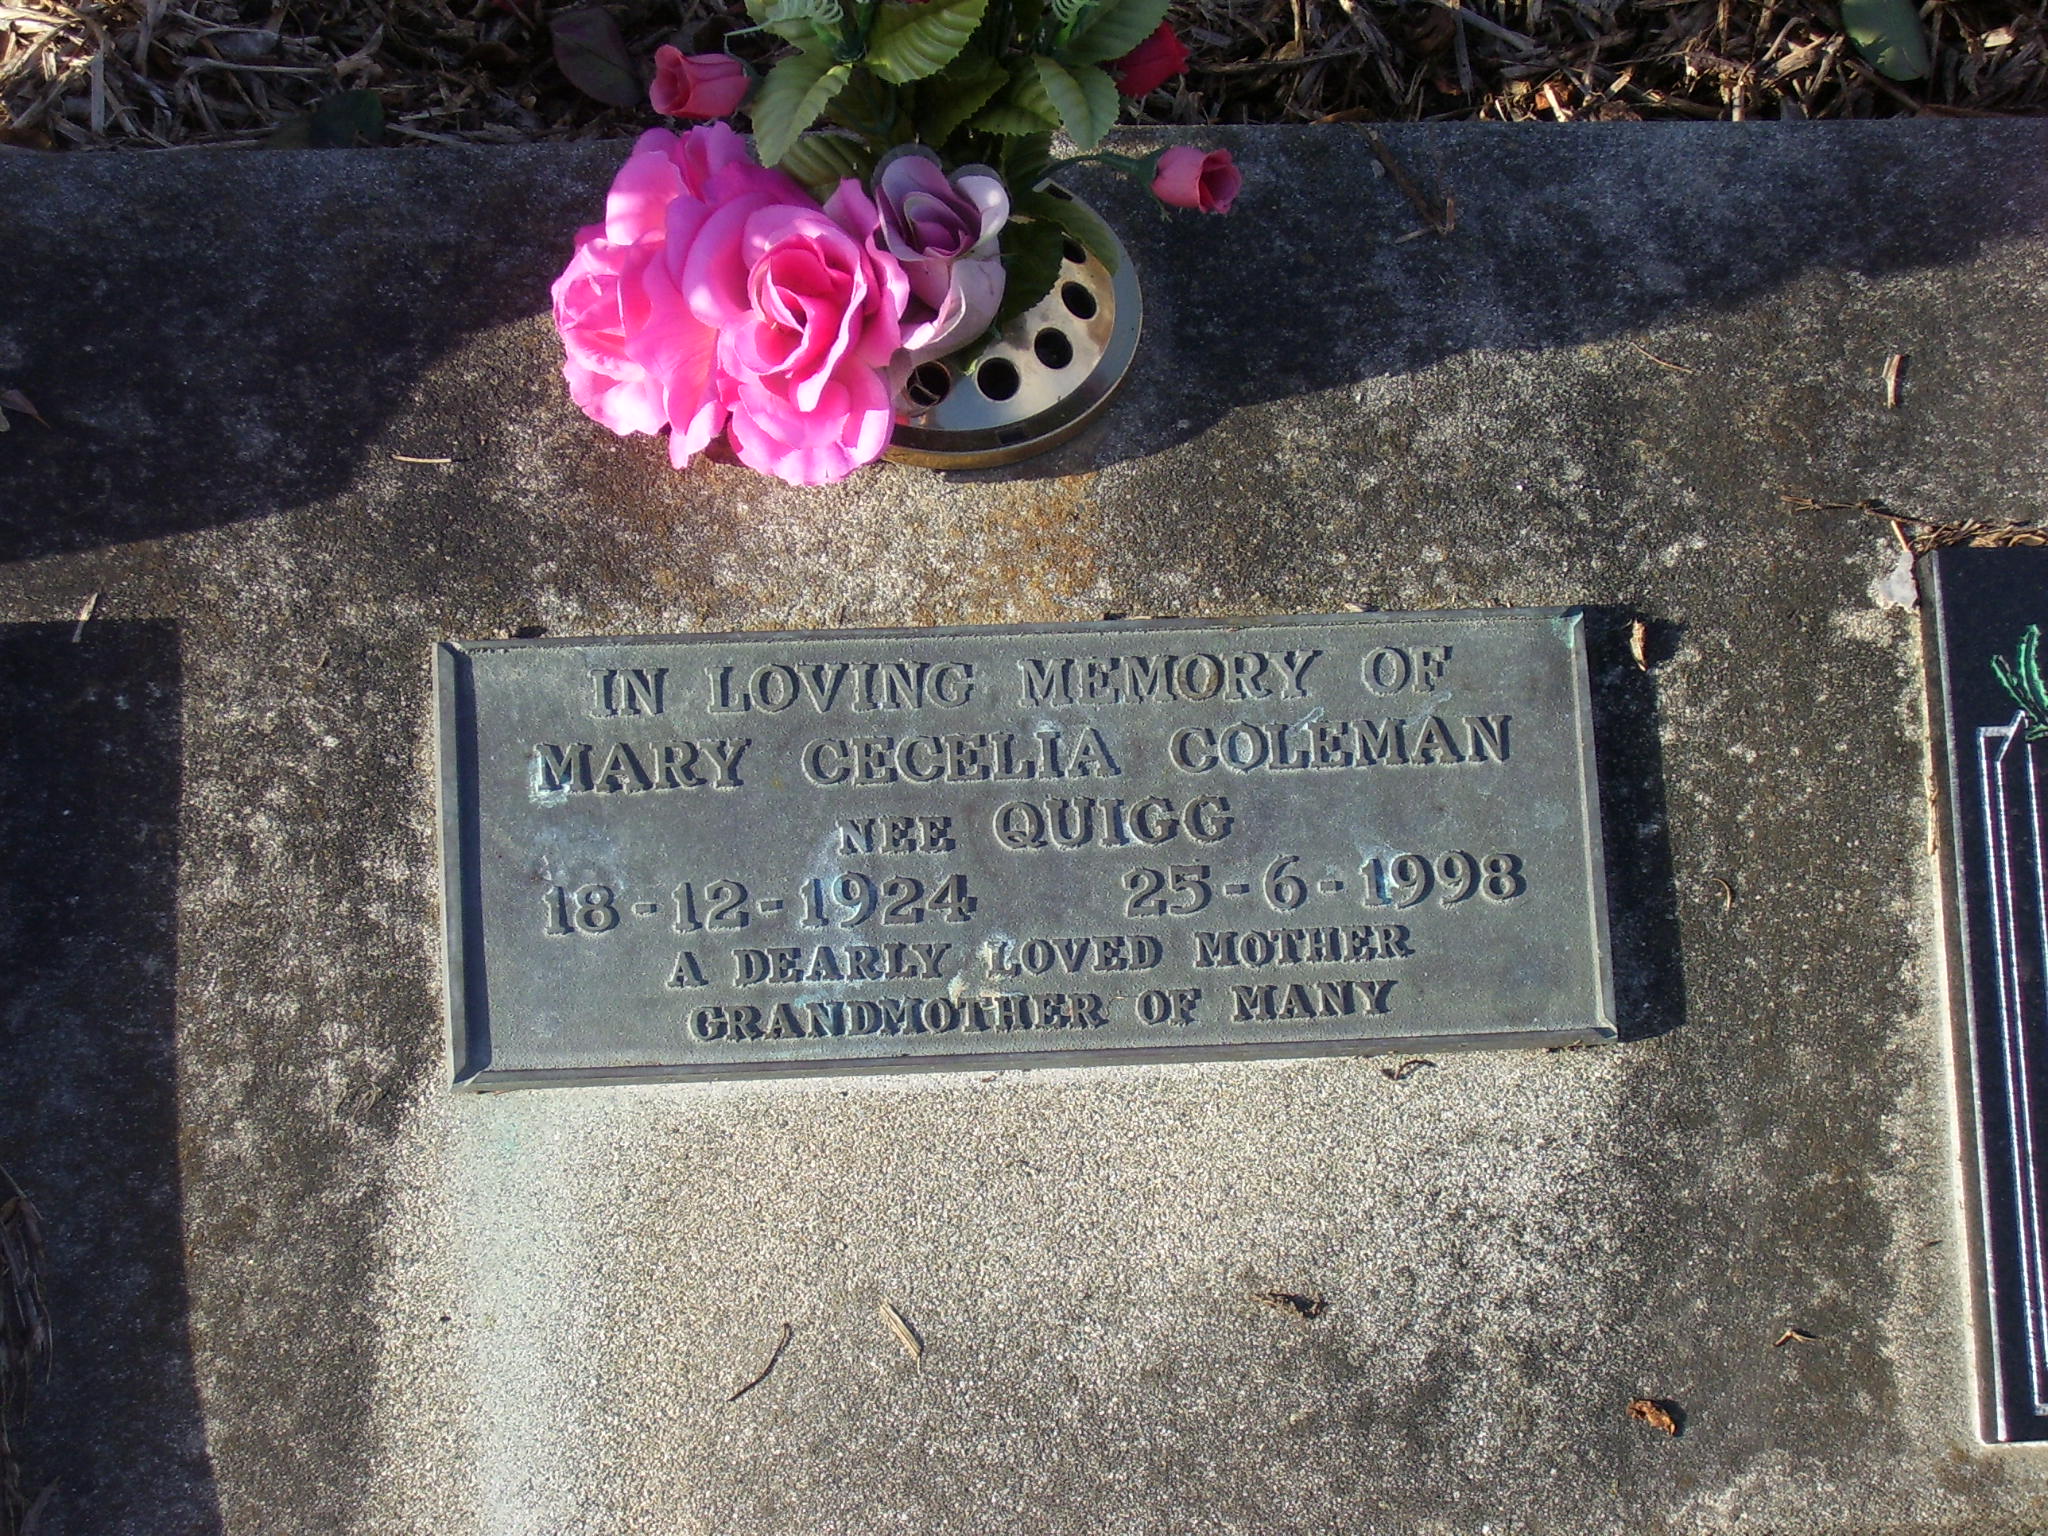 IN LOVING MEMORY OF
MARY CECELIA COLEMAN
NEE QUIGG
18-12-1924 25-6-1998
A DEARLY LOVED MOTHER
GRANDMOTHER OF MANY